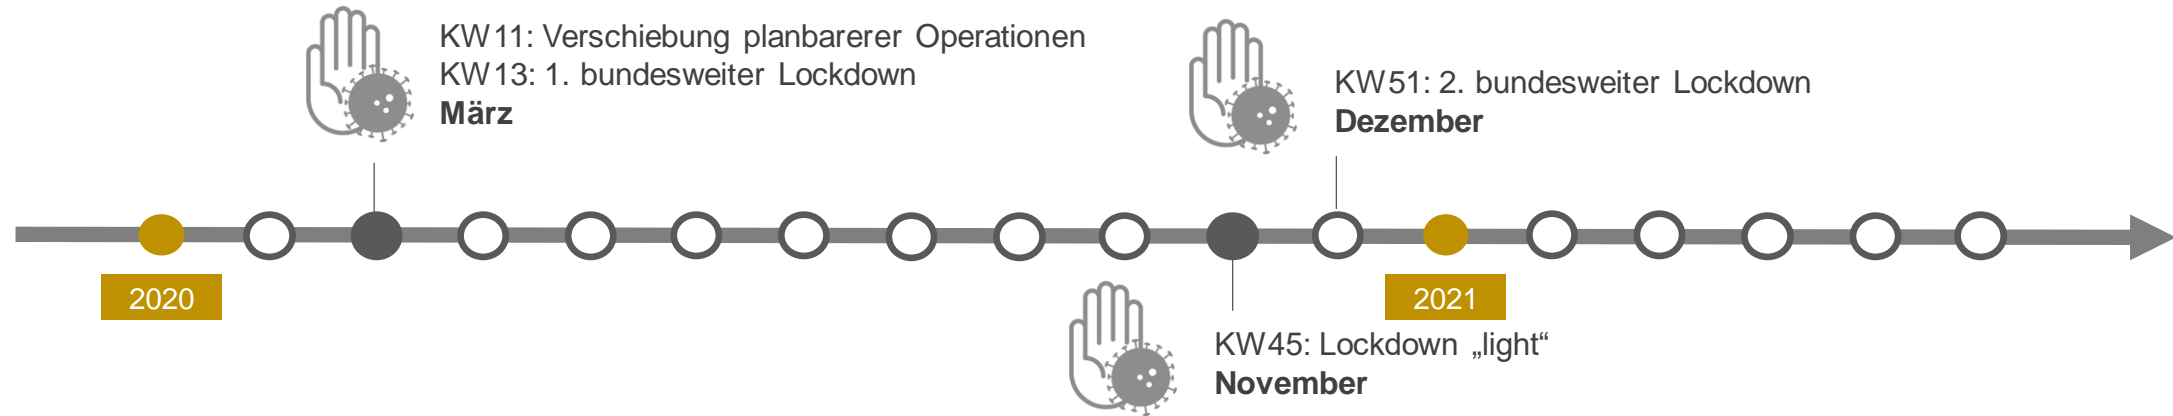 KW11: Verschiebung planbarerer Operationen
KW13: 1. bundesweiter Lockdown
März
KW51: 2. bundesweiter Lockdown
Dezember
2020
2021
KW45: Lockdown „light“
November